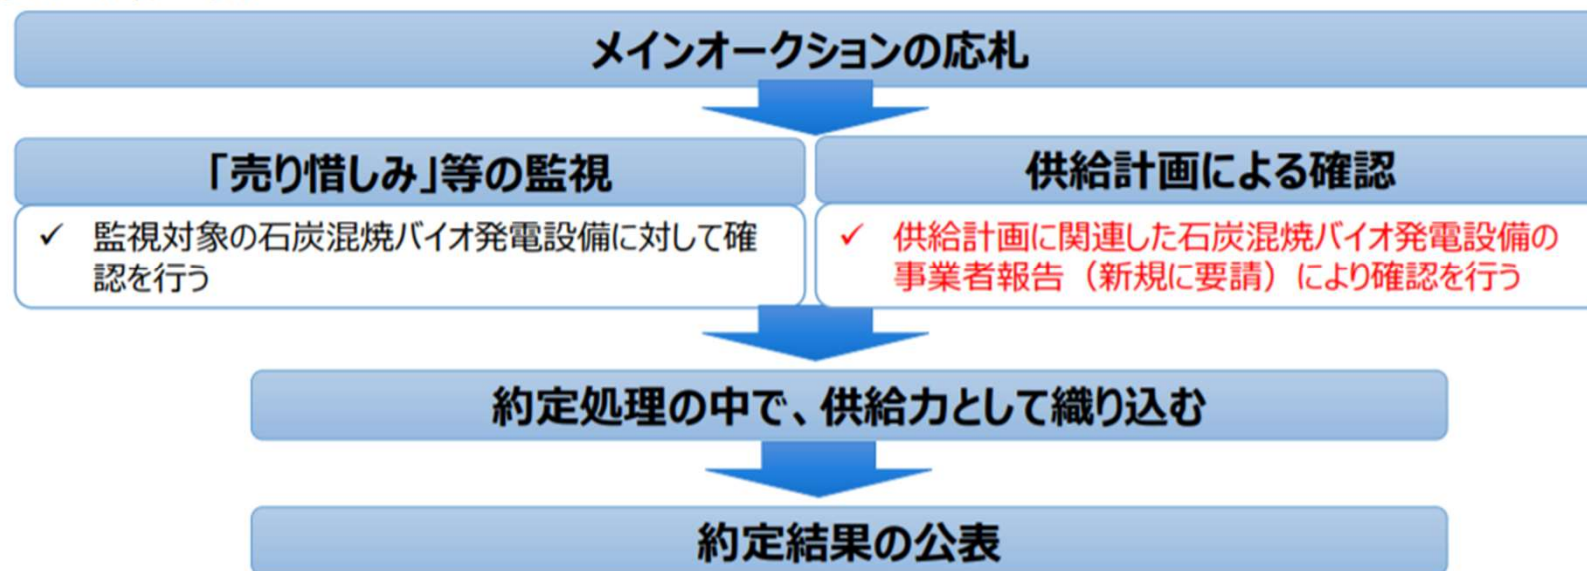 メインオークションの応札
「売り惜しみ」等の監視
✓ 監視対象の石炭混焼バイオ発電設備に対して確
認を行う
供給計画による確認
✓ 供給計画に関連した石炭混焼バイオ発電設備の
事業者報告（新規に要請）により確認を行う
約定処理の中で、供給力として織り込む
約定結果の公表